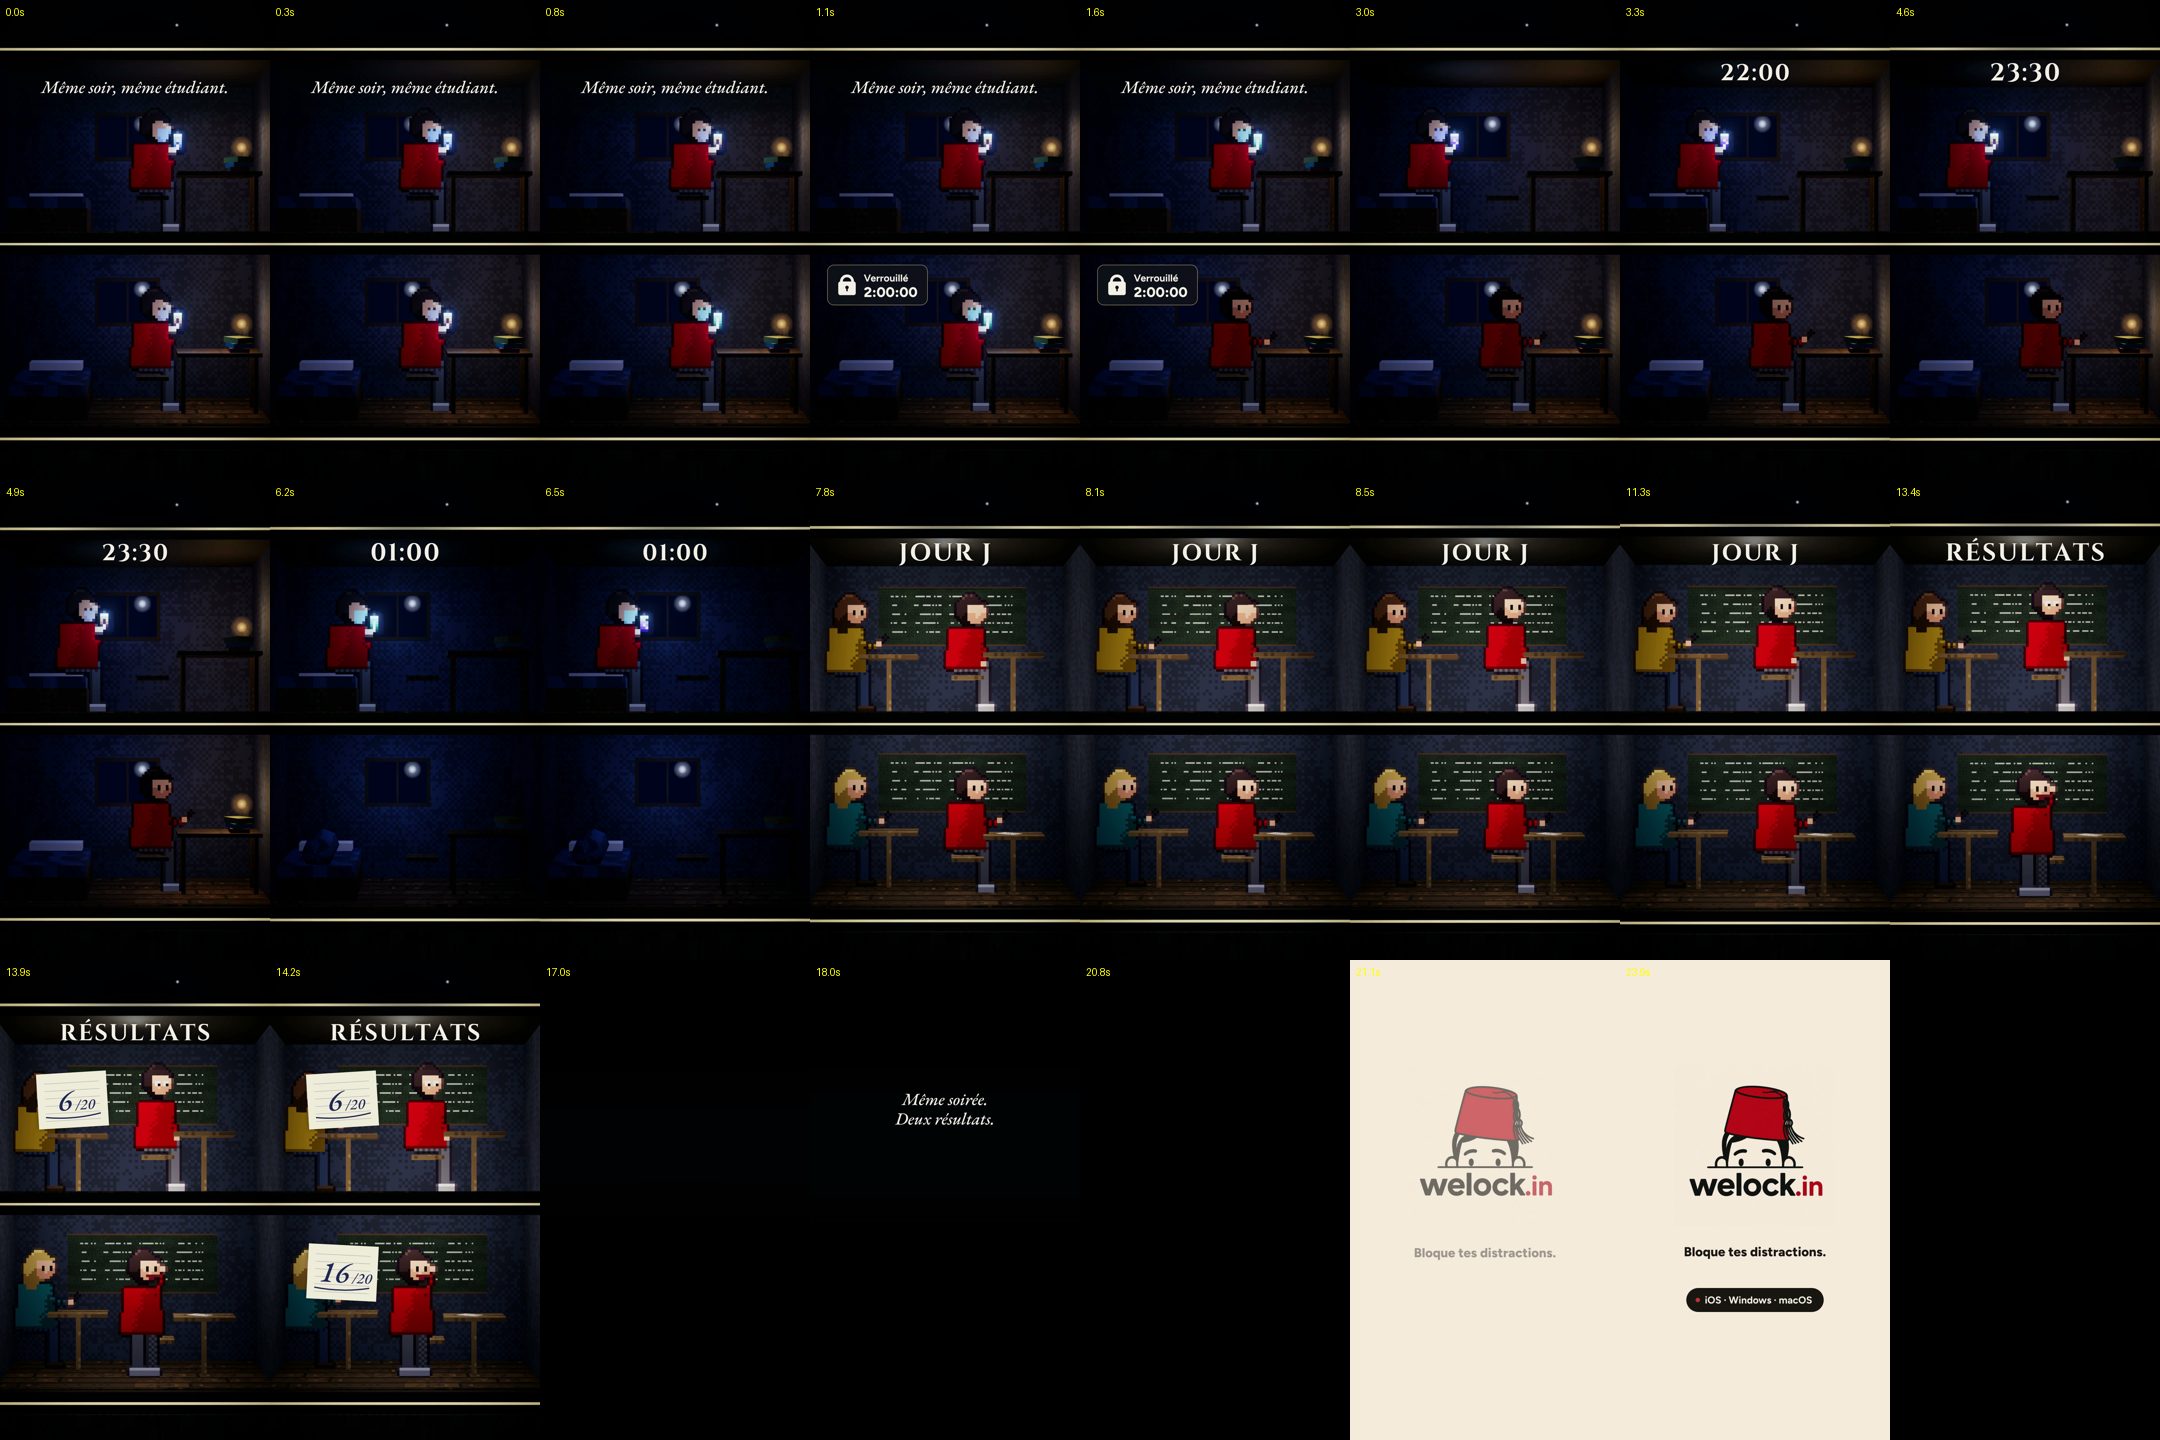 0.0s
0.3s
0.8s
1.1s
1.6s
3.0s
3.3s
4.6s
Même soir, même étudiant.
Même soir, même étudiant.
Même soir, même étudiant.
Même soir, même étudiant.
Même soir, même étudiant.
22:00
23:30
Verrouillé
2:00:00
Verrouillé
2:00:00
4.9s
6.2s
6.5s
7.8s
8.1s
8.5s
11.3s
13.4s
23:30
01:00
01:00
JOUR J
JOUR J
JOUR J
JOUR J
RÉSULTATS
13.9s
14.2s
17.0s
18.0s
20.8s
21.1s
23.9s
RÉSULTATS
RÉSULTATS
6/20
6/20
16/20
Même soirée.
Deux résultats.
welock.in
Bloque tes distractions.
welock.in
Bloque tes distractions.
iOS · Windows · macOS